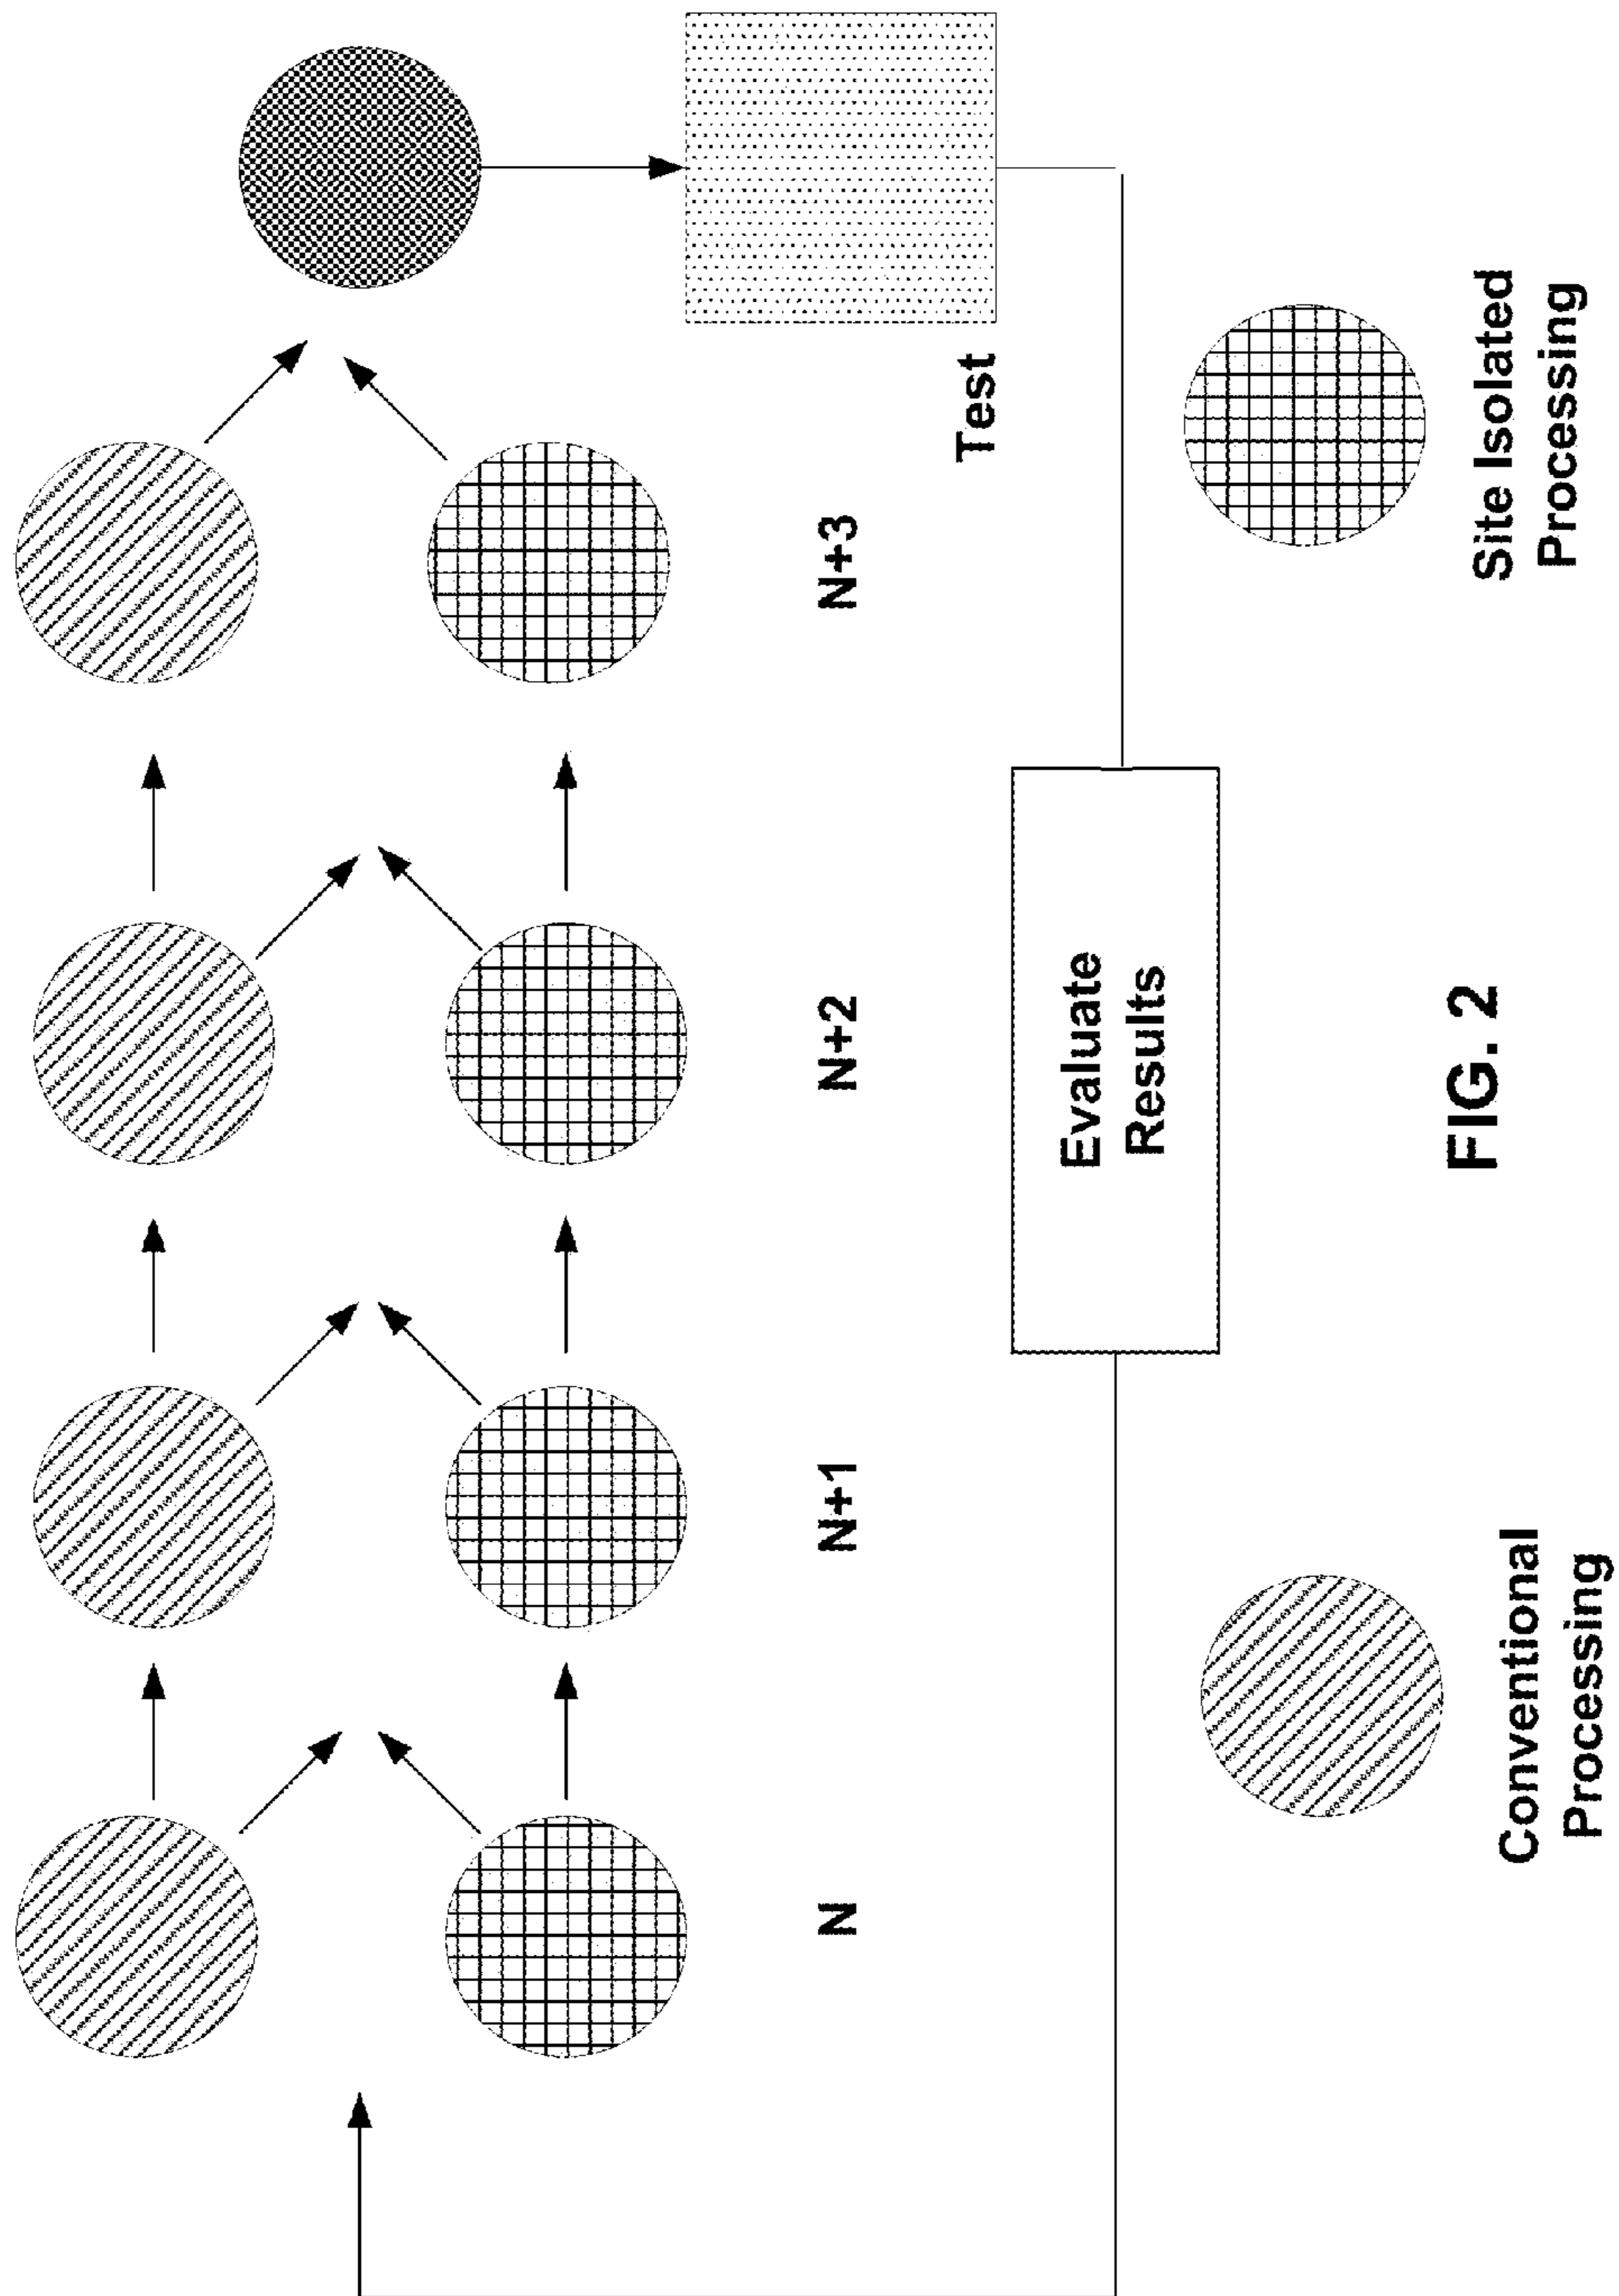 N
N+1
N+2
N+3
Test
Evaluate
Results
Conventional
Processing
Site Isolated
Processing
FIG. 2